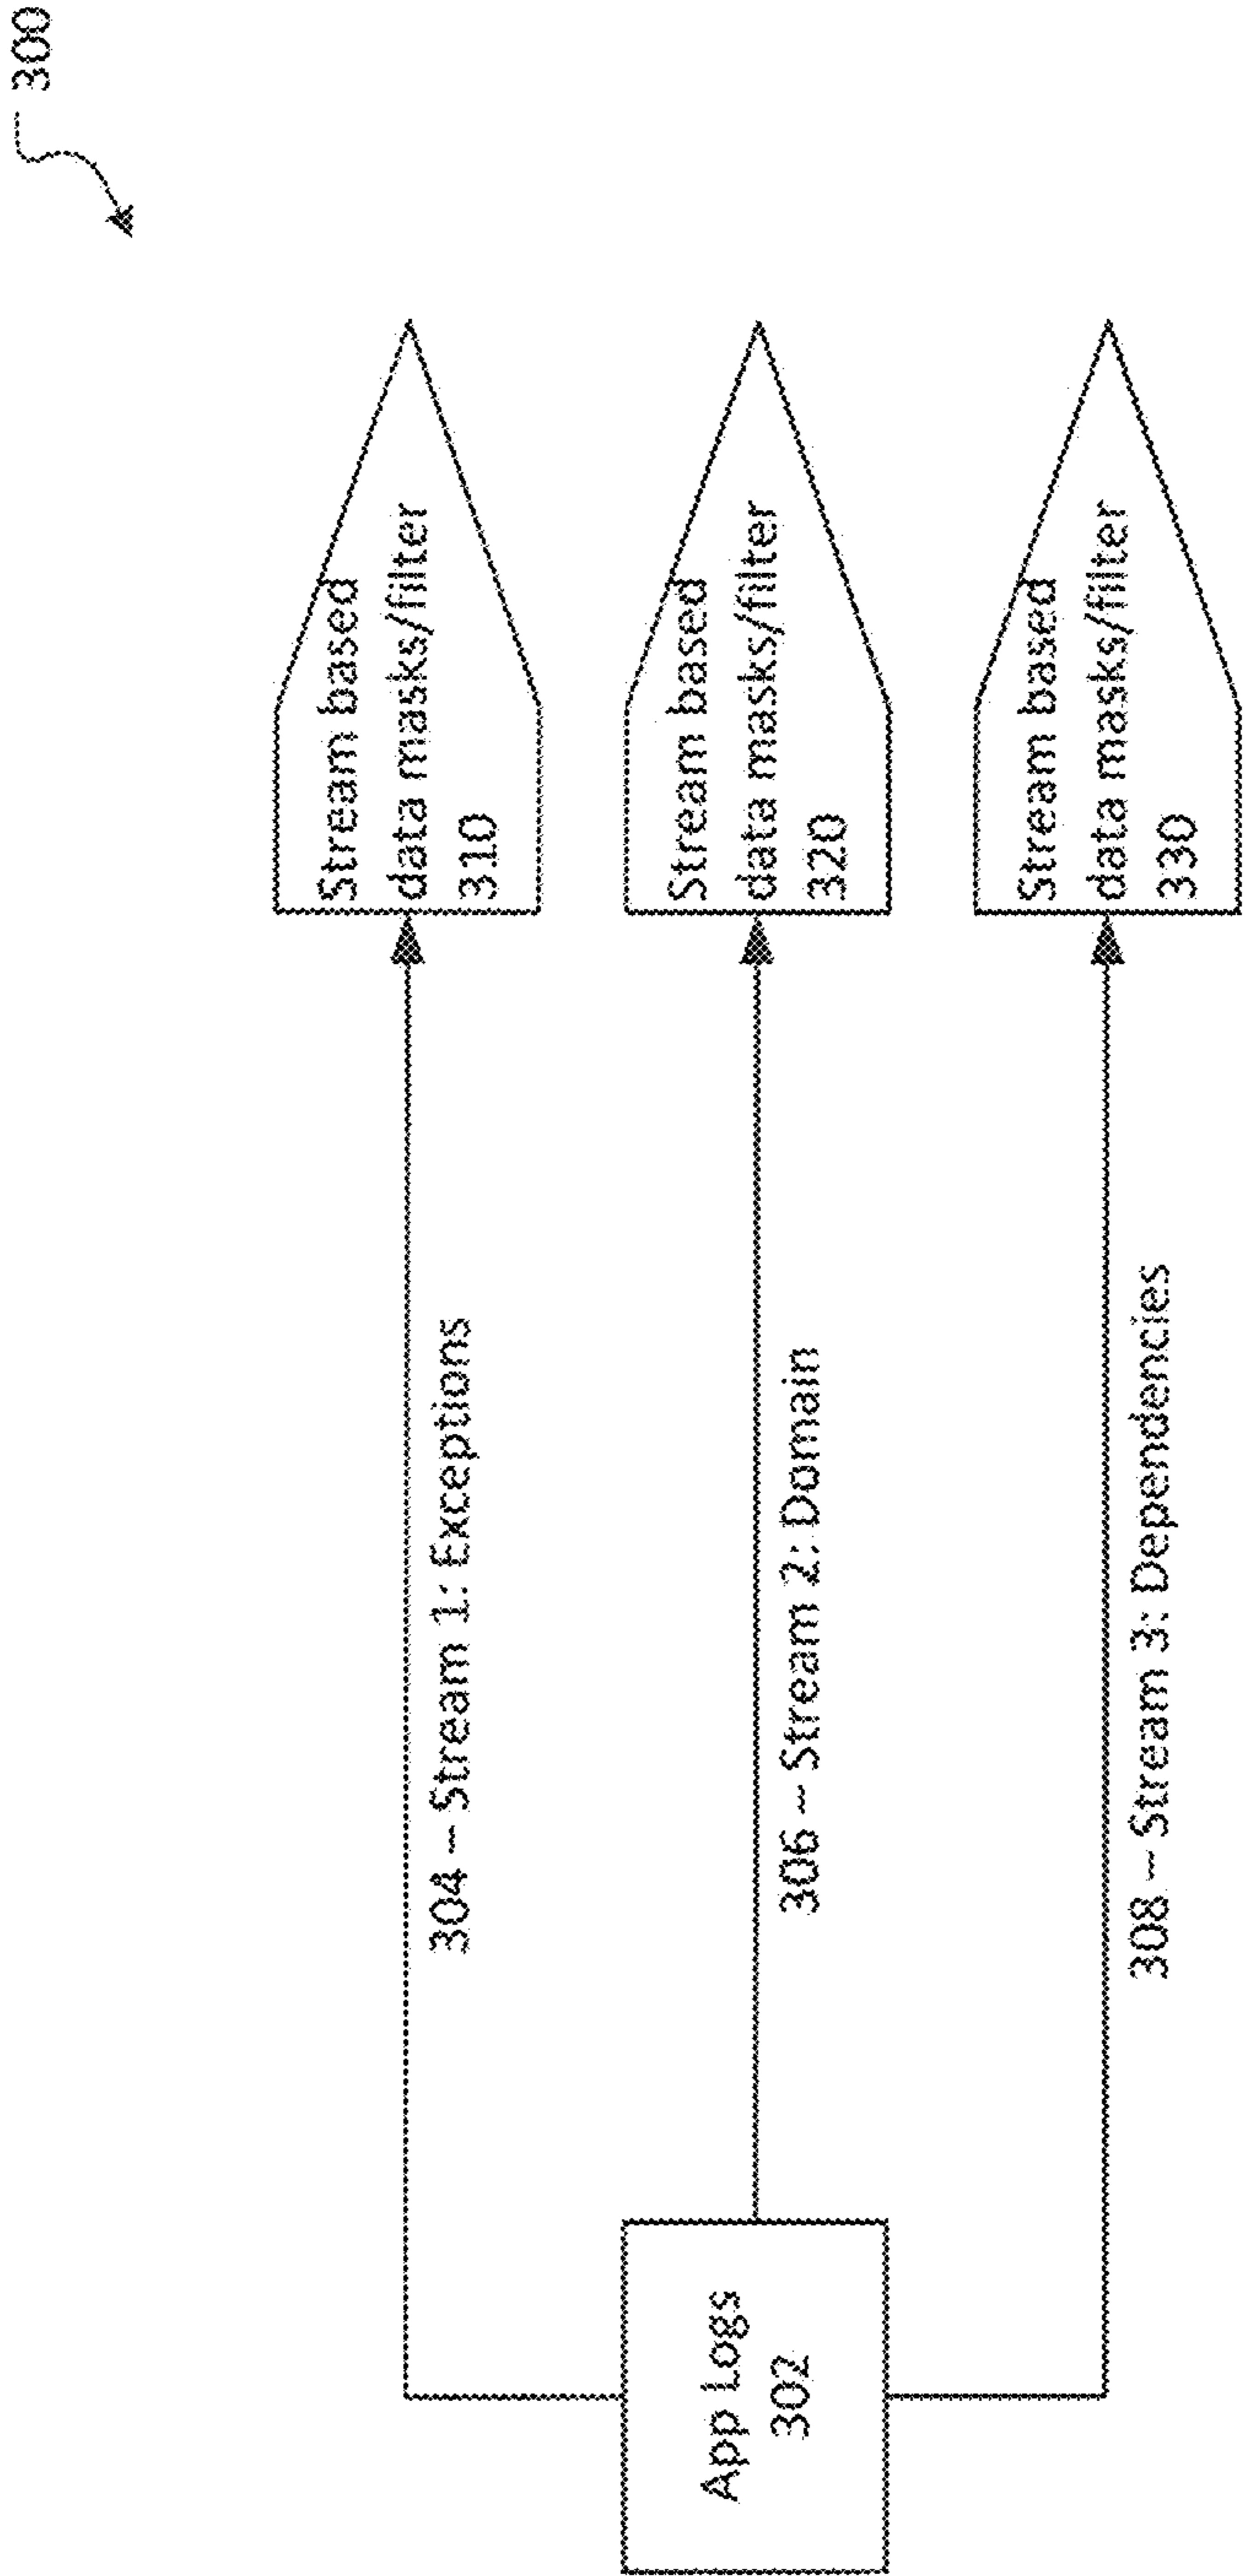 300
Stream based
data masks/filter
310
304 – Stream 1: Exceptions
App Logs
302
306 – Stream 2: Domain
Stream based
data masks/filter
320
308 – Stream 3: Dependencies
Stream based
data masks/filter
330